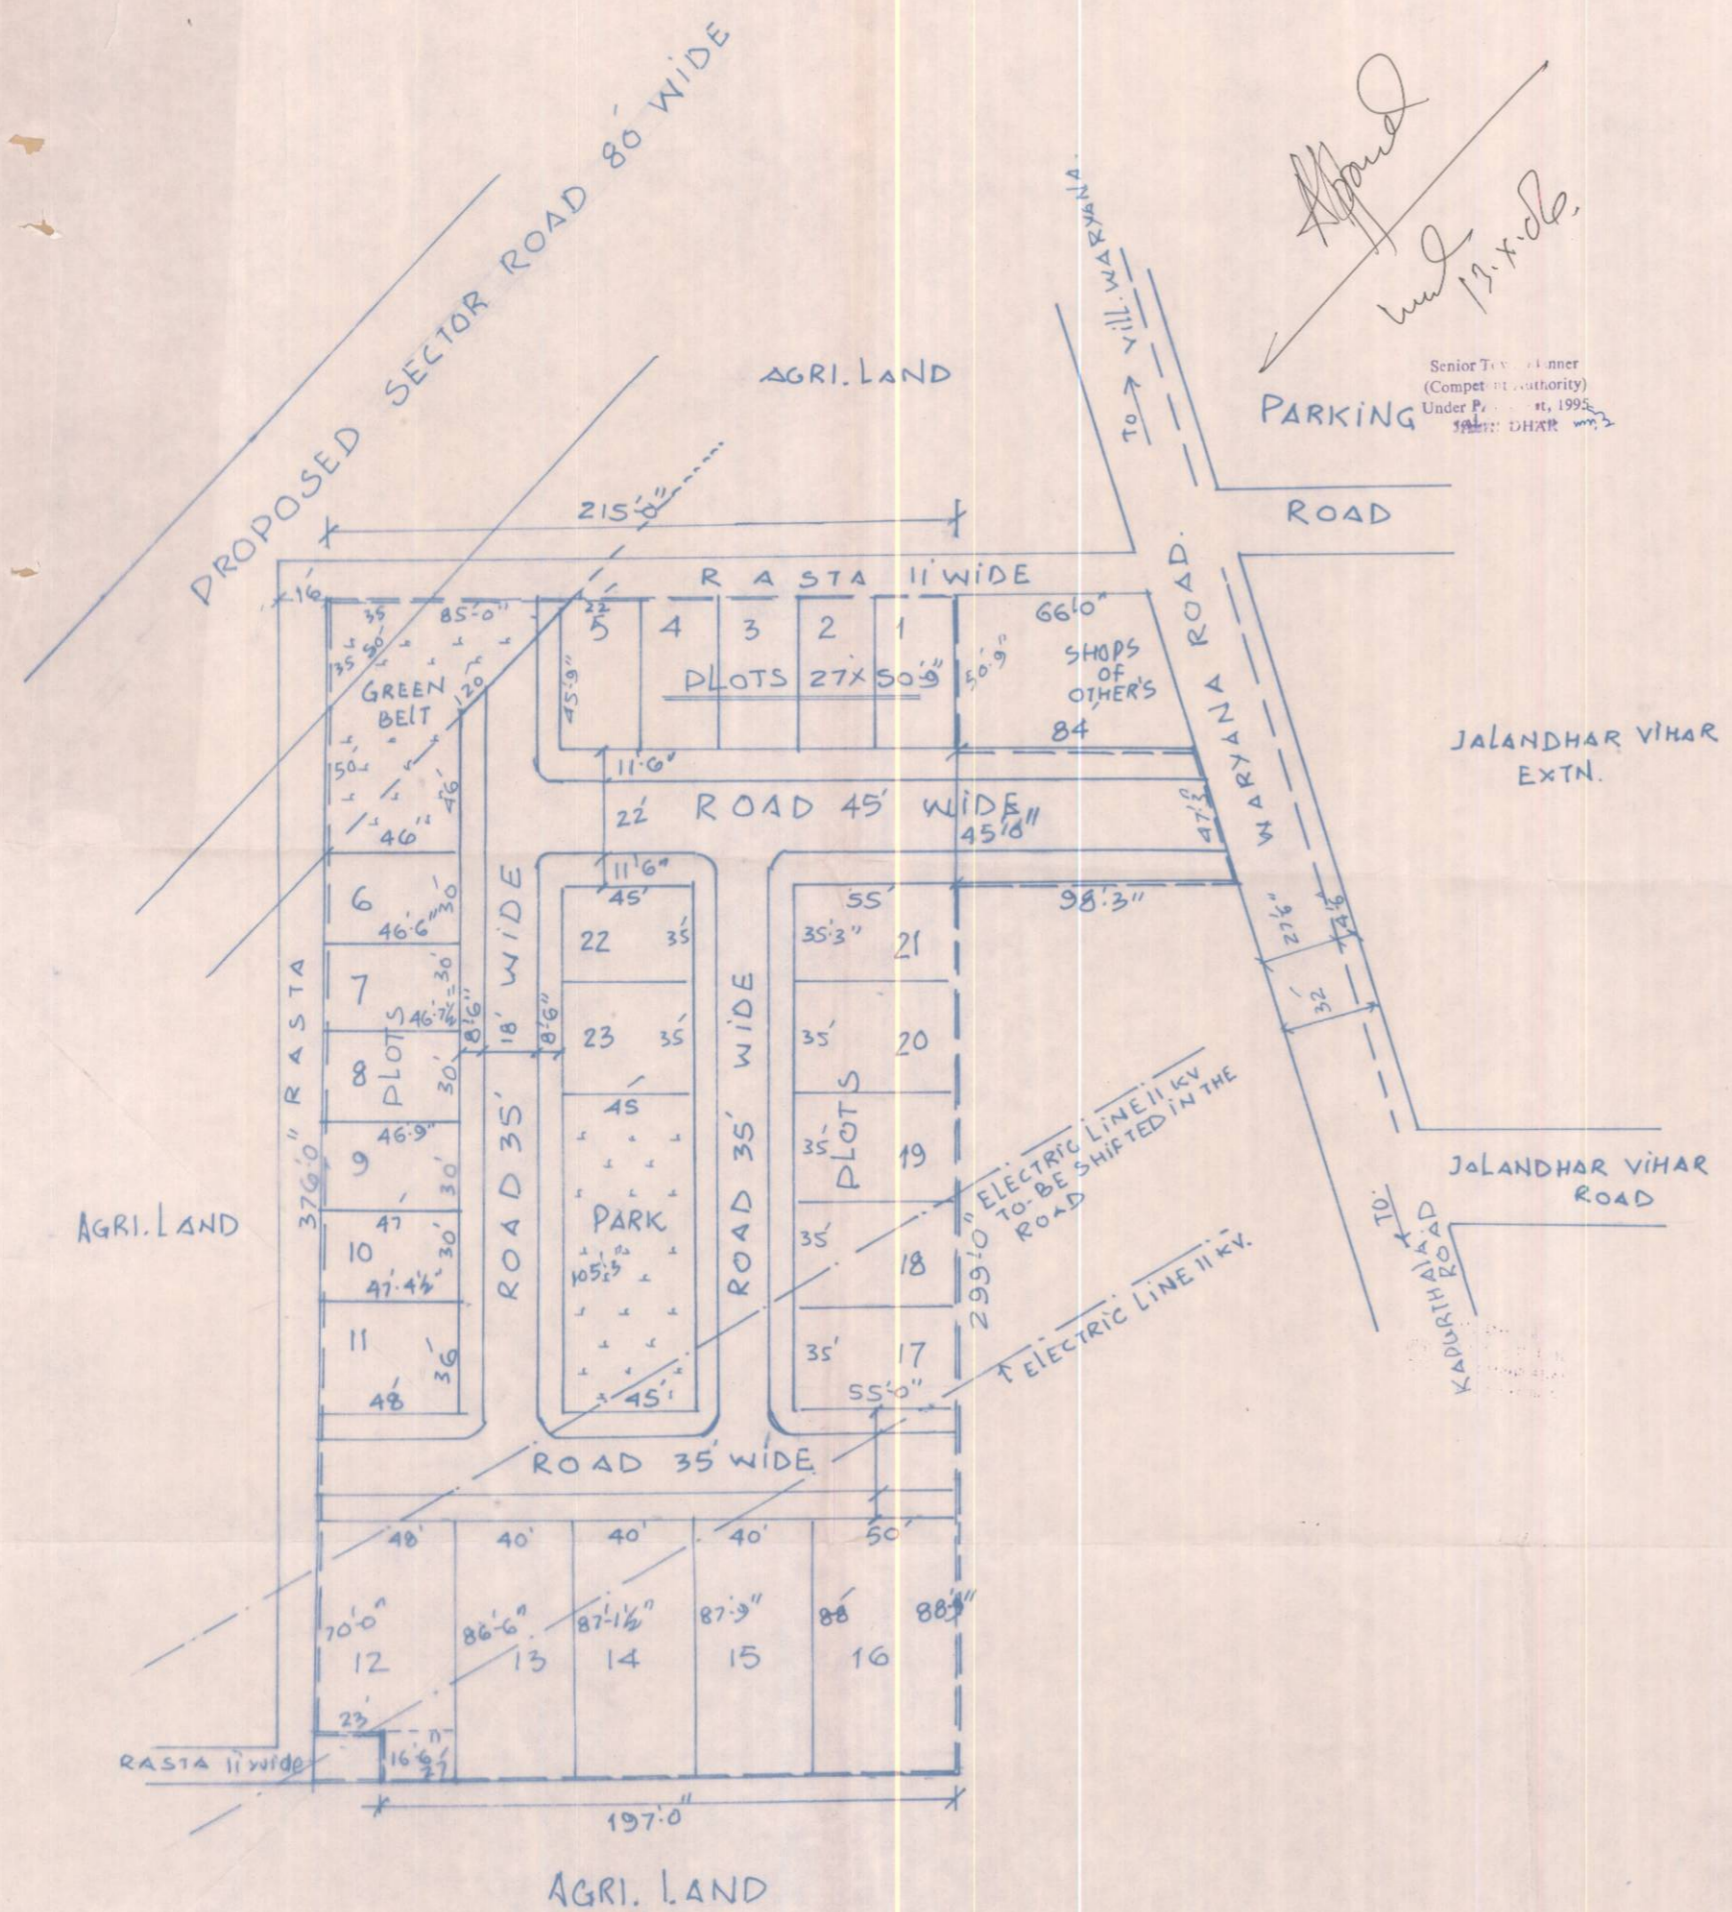 PROPOSED SECTOR ROAD 80' WIDE
AGRI. LAND
TO → Vill. WARYANA.
13.X.06.
Senior
(Competent Authority)
Under
1995
PARKING
ROAD
215'-0"
RASTA 11' WIDE
16'
35
85'-0"
22'
35
50'
GREEN
BELT
120'
50'
46'
46"
5
4
3
2
1
45'-9"
PLOTS 27 X 50'-9"
50'-9"
66'-0"
SHOPS
OF
OTHER'S
84'
WARYANA ROAD.
JALANDHAR VIHAR
EXTN.
11'-6"
22'
ROAD 45' WIDE
45'-0"
47'-3"
11'-6"
98'-3"
27'-6"
4'-6"
32'
376'-0" RASTA
6
30'
46'-6"
7
30'
46'-7½"
8
30'
PLOTS
46'-9"
9
30'
47'
10
30'
47'-4½"
11
36'
48'
8'-6"
18'
8'-6"
ROAD 35' WIDE
45'
22
35'
23
35'
45'
PARK
105'-3"
45'
ROAD 35' WIDE
55'
35'-3"
21
35'
20
35'
19
PLOTS
35'
18
35'
17
55'-0"
299'-0"
ELECTRIC LINE 11 KV
TO-BE SHIFTED IN THE
ROAD
↑ ELECTRIC LINE 11 KV.
JALANDHAR VIHAR
ROAD
TO.
KAPURTHALA
ROAD
AGRI. LAND
ROAD 35' WIDE
48'
40'
40'
40'
50'
70'-0"
86'-6"
87'-1½"
87'-9"
88'
12
13
14
15
16
23'
16'-6"
27'
RASTA 11' wide
197'-0"
AGRI. LAND